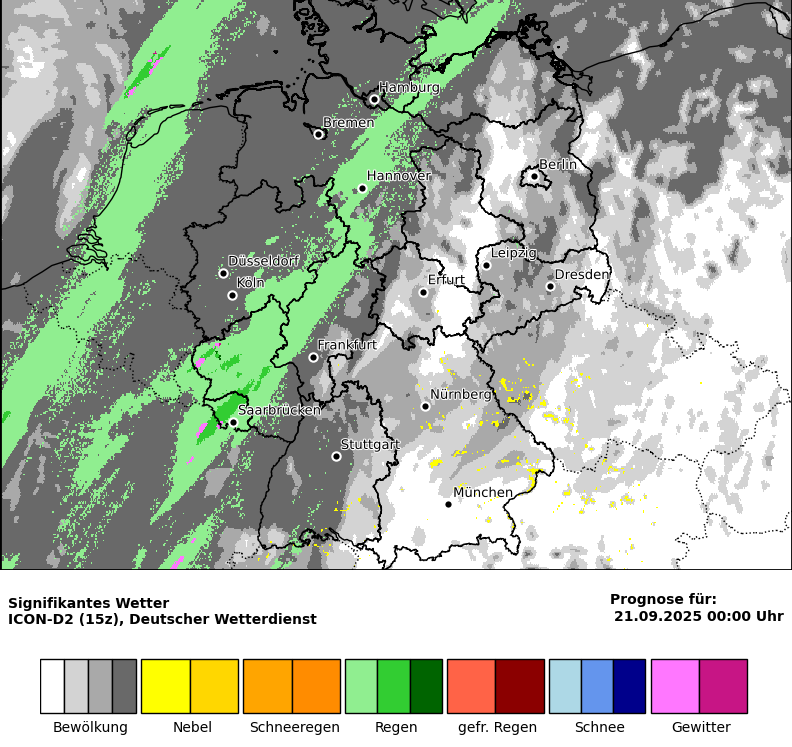 Hamburg
Bremen
Berlin
Hannover
Leipzig
Düsseldorf
Dresden
Köln
Erfurt
Frankfurt
Nürnberg
Saarbrücken
Stuttgart
München
Signifikantes Wetter
ICON-D2 (15z), Deutscher Wetterdienst
Prognose für:
21.09.2025 00:00 Uhr
Bewölkung Nebel Schneeregen Regen gefr. Regen Schnee Gewitter